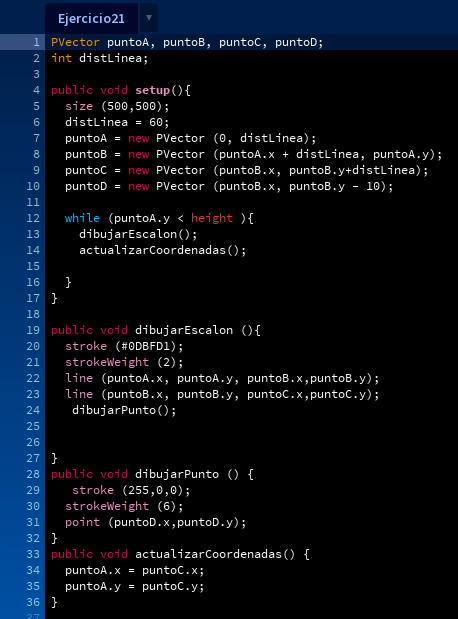 Ejercicio21 ▼
1 PVector puntoA, puntoB, puntoC, puntoD;
2 int distLinea;
3
4 public void setup(){
5 size (500,500);
6 distLinea = 60;
7 puntoA = new PVector (0, distLinea);
8 puntoB = new PVector (puntoA.x + distLinea, puntoA.y);
9 puntoC = new PVector (puntoB.x, puntoB.y+distLinea);
10 puntoD = new PVector (puntoB.x, puntoB.y - 10);
11
12 while (puntoA.y < height ){
13 dibujarEscalon();
14 actualizarCoordenadas();
15
16 }
17 }
18
19 public void dibujarEscalon (){
20 stroke (#0DBFD1);
21 strokeWeight (2);
22 line (puntoA.x, puntoA.y, puntoB.x,puntoB.y);
23 line (puntoB.x, puntoB.y, puntoC.x,puntoC.y);
24 dibujarPunto();
25
26
27 }
28 public void dibujarPunto () {
29 stroke (255,0,0);
30 strokeWeight (6);
31 point (puntoD.x,puntoD.y);
32 }
33 public void actualizarCoordenadas() {
34 puntoA.x = puntoC.x;
35 puntoA.y = puntoC.y;
36 }
37